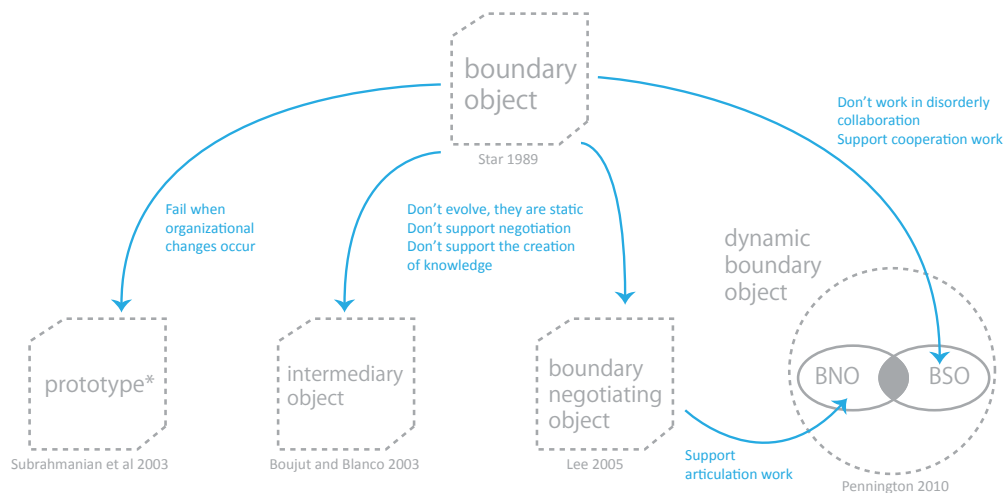 boundary
object
Star 1989
Don't work in disorderly
collaboration
Support cooperation work
Fail when
organizational
changes occur
Don't evolve, they are static
Don't support negotiation
Don't support the creation
of knowledge
dynamic
boundary
object
prototype*
Subrahmanian et al 2003
intermediary
object
Boujut and Blanco 2003
boundary
negotiating
object
Lee 2005
BNO
BSO
Support
articulation work
Pennington 2010